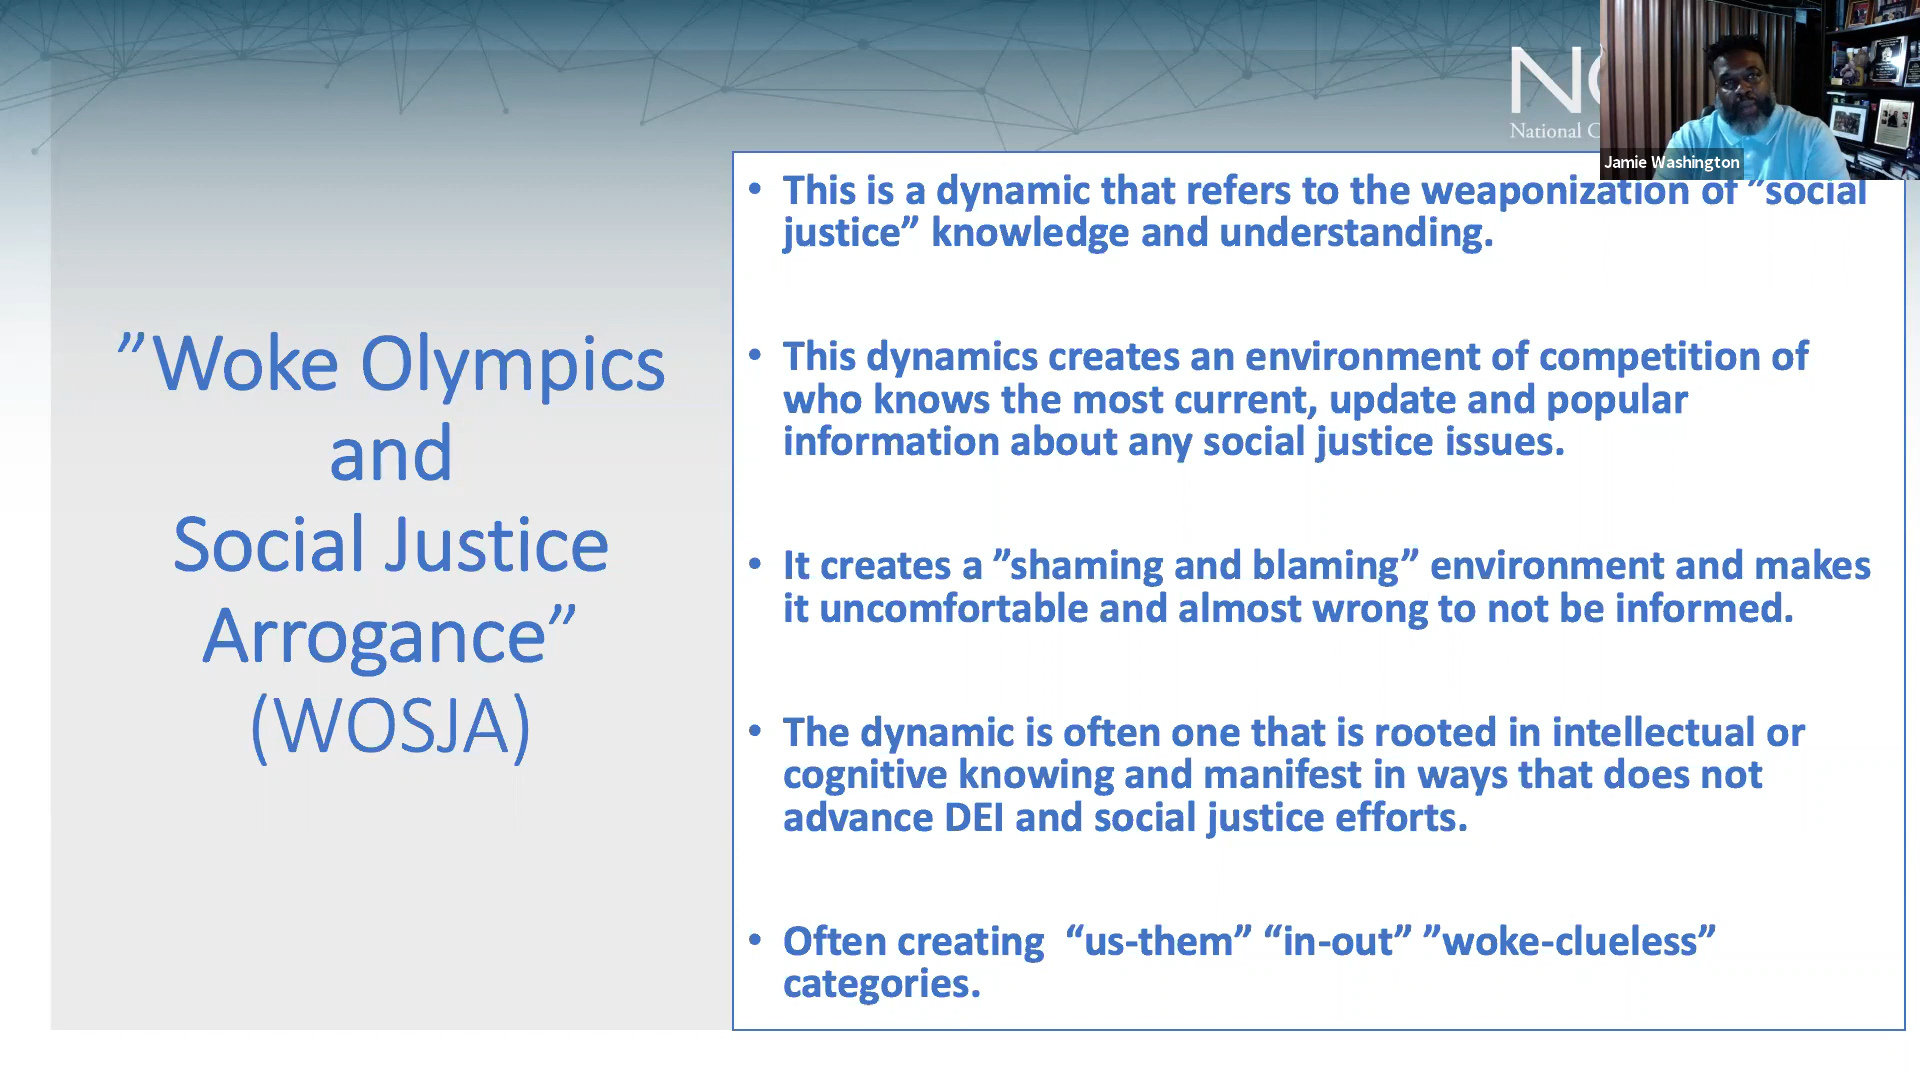 National
Jamie Washington
”Woke Olympics
and
Social Justice
Arrogance”
(WOSJA)
• This is a dynamic that refers to the weaponization of ”social
justice” knowledge and understanding.
• This dynamics creates an environment of competition of
who knows the most current, update and popular
information about any social justice issues.
• It creates a ”shaming and blaming” environment and makes
it uncomfortable and almost wrong to not be informed.
• The dynamic is often one that is rooted in intellectual or
cognitive knowing and manifest in ways that does not
advance DEI and social justice efforts.
• Often creating “us-them” “in-out” ”woke-clueless”
categories.